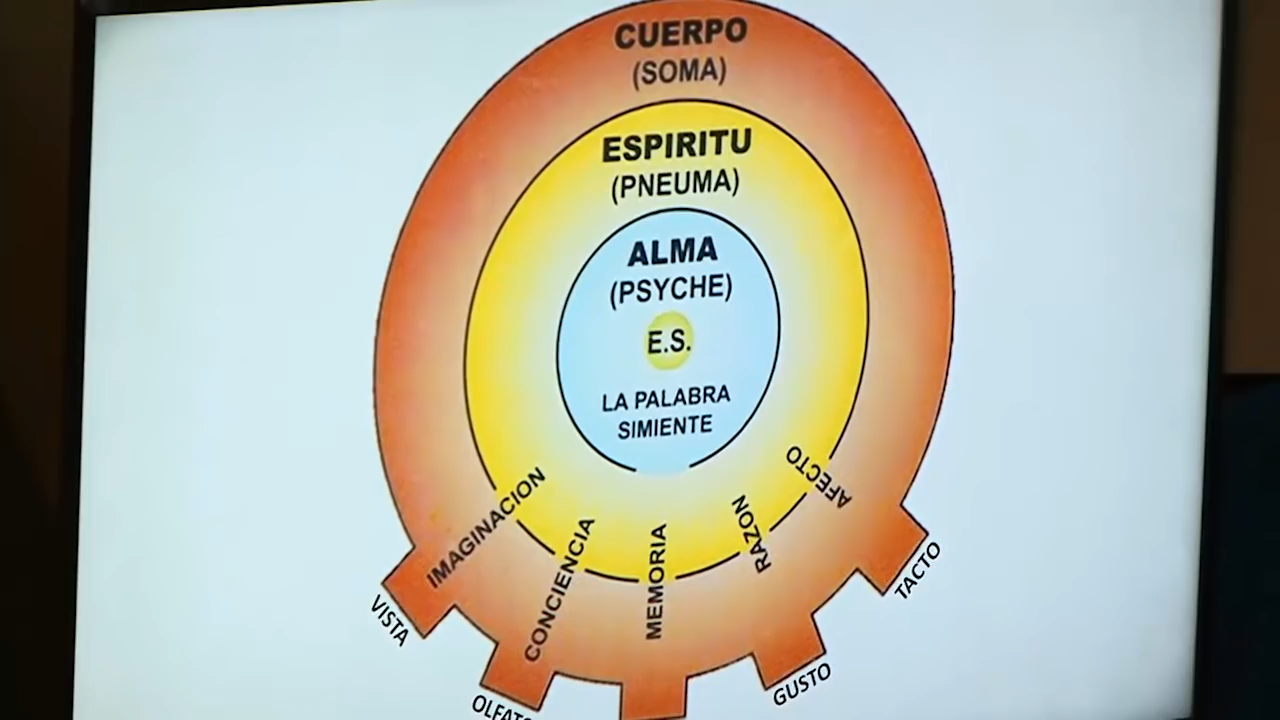 CUERPO
(SOMA)
ESPIRITU
(PNEUMA)
ALMA
(PSYCHE)
E.S.
LA PALABRA
SIMIENTE
IMAGINACION
CONCIENCIA
MEMORIA
RAZON
AFECTO
VISTA
GUSTO
TACTO